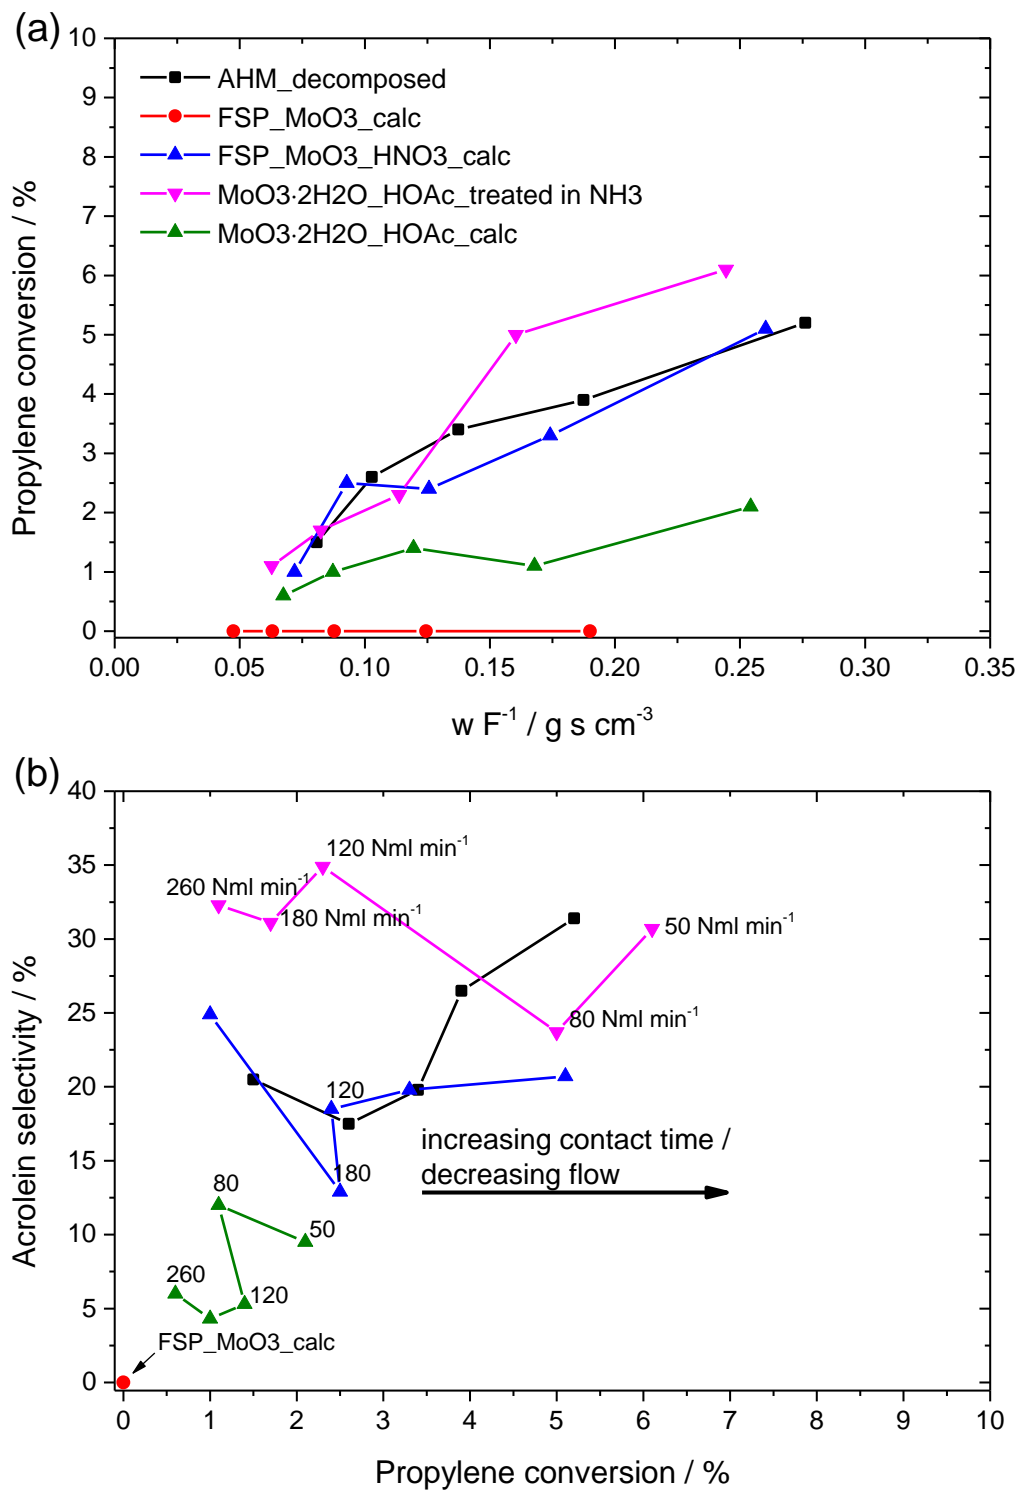 (a)
10
9
8
7
6
5
4
3
2
1
0
Propylene conversion / %
AHM_decomposed
FSP_MoO3_calc
FSP_MoO3_HNO3_calc
MoO3·2H2O_HOAc_treated in NH3
MoO3·2H2O_HOAc_calc
0.00 0.05 0.10 0.15 0.20 0.25 0.30 0.35
w F⁻¹ / g s cm⁻³
(b)
40
35
30
25
20
15
10
5
0
Acrolein selectivity / %
120 Nml min⁻¹
260 Nml min⁻¹
180 Nml min⁻¹
50 Nml min⁻¹
80 Nml min⁻¹
120
180
increasing contact time /
decreasing flow
80
50
260
120
FSP_MoO3_calc
0 1 2 3 4 5 6 7 8 9 10
Propylene conversion / %